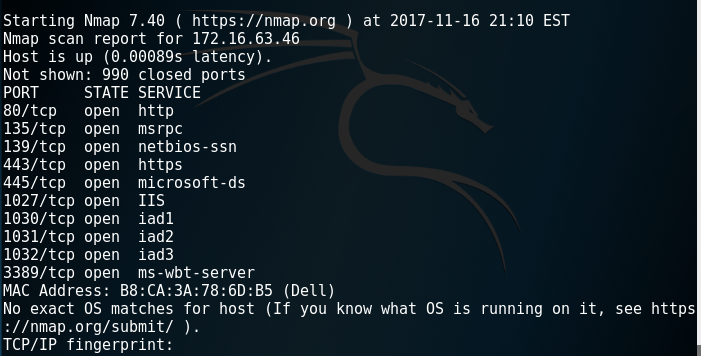 Starting Nmap 7.40 ( https://nmap.org ) at 2017-11-16 21:10 EST
Nmap scan report for 172.16.63.46
Host is up (0.00089s latency).
Not shown: 990 closed ports
PORT     STATE SERVICE
80/tcp   open  http
135/tcp  open  msrpc
139/tcp  open  netbios-ssn
443/tcp  open  https
445/tcp  open  microsoft-ds
1027/tcp open  IIS
1030/tcp open  iad1
1031/tcp open  iad2
1032/tcp open  iad3
3389/tcp open  ms-wbt-server
MAC Address: B8:CA:3A:78:6D:B5 (Dell)
No exact OS matches for host (If you know what OS is running on it, see https
://nmap.org/submit/ ).
TCP/IP fingerprint: